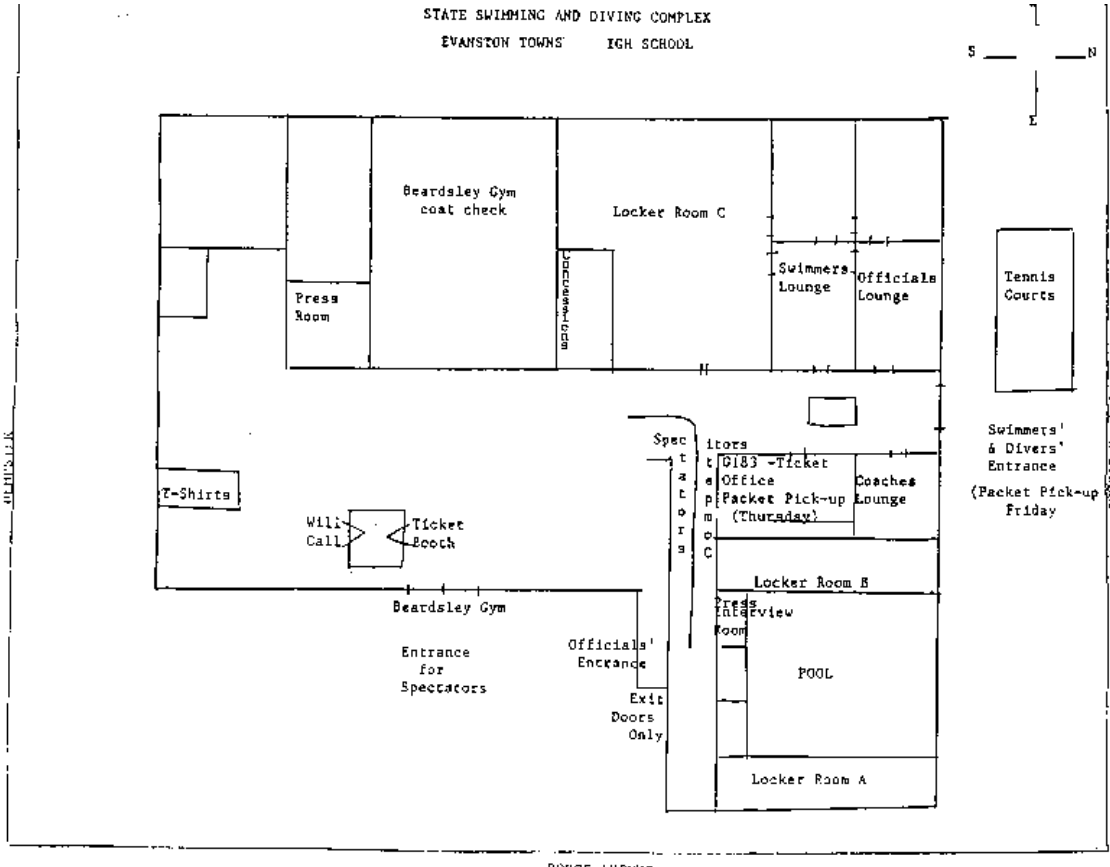 STATE SWIMMING AND DIVING COMPLEX
EVANSTON TOWNS IGH SCHOOL
S N
E
Beardsley Gym
coat check
Locker Room C
Concessions
Swimmers
Lounge
Officials
Lounge
Tennis
Courts
Press
Room
Swimmers'
& Divers'
Entrance
(Packet Pick-up
Friday
Spectators
Competitors
G183 -Ticket
Office
Packet Pick-up
(Thursday)
Coaches
Lounge
T-Shirts
Will
Call
Ticket
Booth
Locker Room B
Beardsley Gym
Entrance
for
Spectators
Officials'
Entrance
Press
Interview
Room
POOL
Exit
Doors
Only
Locker Room A
DEMPSTER